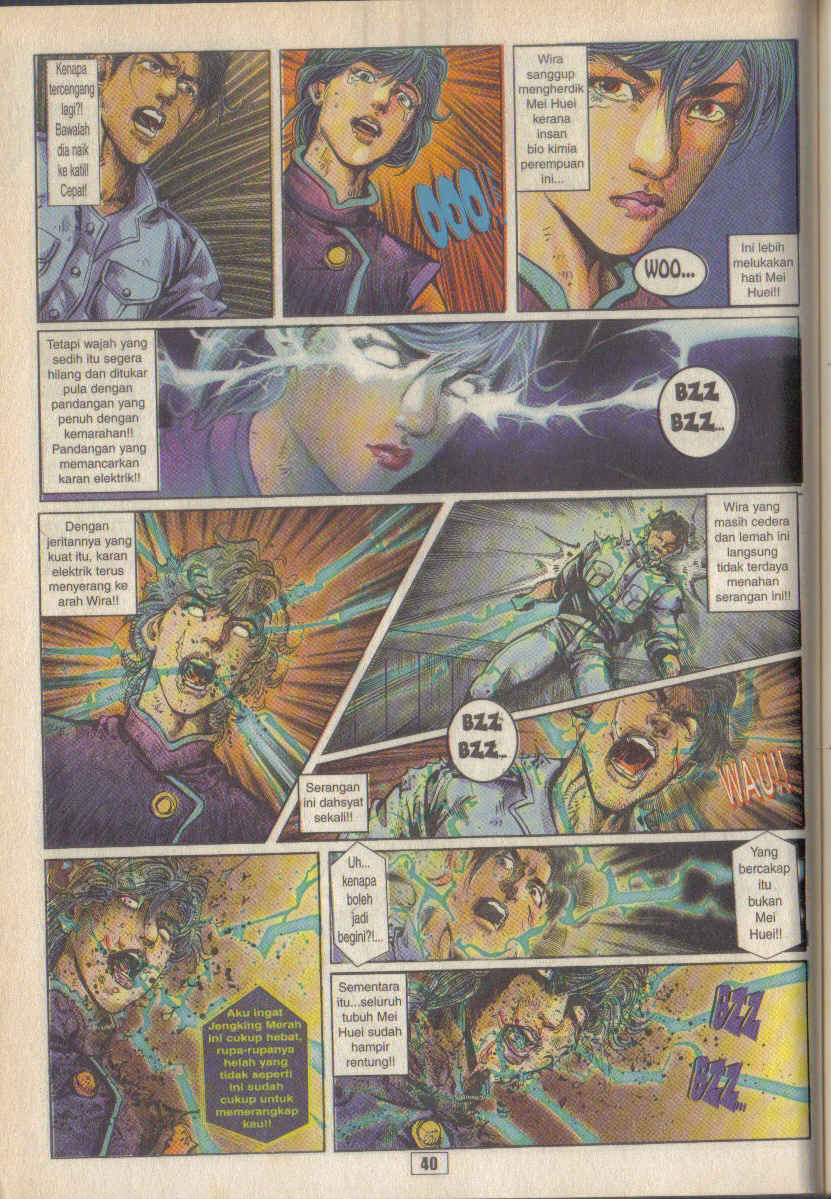 Kenapa
tercengang
lagi?!
Bawalah
dia naik
ke katil!
Cepat!
OOO!!
Wira
sanggup
mengherdik
Mei Huei
kerana
insan
bio kimia
perempuan
ini...
WOO...
Ini lebih
melukakan
hati Mei
Huei!!
Tetapi wajah yang
sedih itu segera
hilang dan ditukar
pula dengan
pandangan yang
penuh dengan
kemarahan!!
Pandangan yang
memancarkan
karan elektrik!!
BZZ
BZZ...
Dengan
jeritannya yang
kuat itu, karan
elektrik terus
menyerang ke
arah Wira!!
Wira yang
masih cedera
dan lemah ini
langsung
tidak terdaya
menahan
serangan ini!!
BZZ
BZZ...
WAU!!
Serangan
ini dahsyat
sekali!!
Uh...
kenapa
boleh
jadi
begini?!...
Yang
bercakap
itu
bukan
Mei
Huei!!
Aku ingat
Jengking Merah
ini cukup hebat,
rupa-rupanya
helah yang
tidak seperti
ini sudah
cukup untuk
memerangkap
kau!!
Sementara
itu...seluruh
tubuh Mei
Huei sudah
hampir
rentung!!
BZZ
BZZ...
40